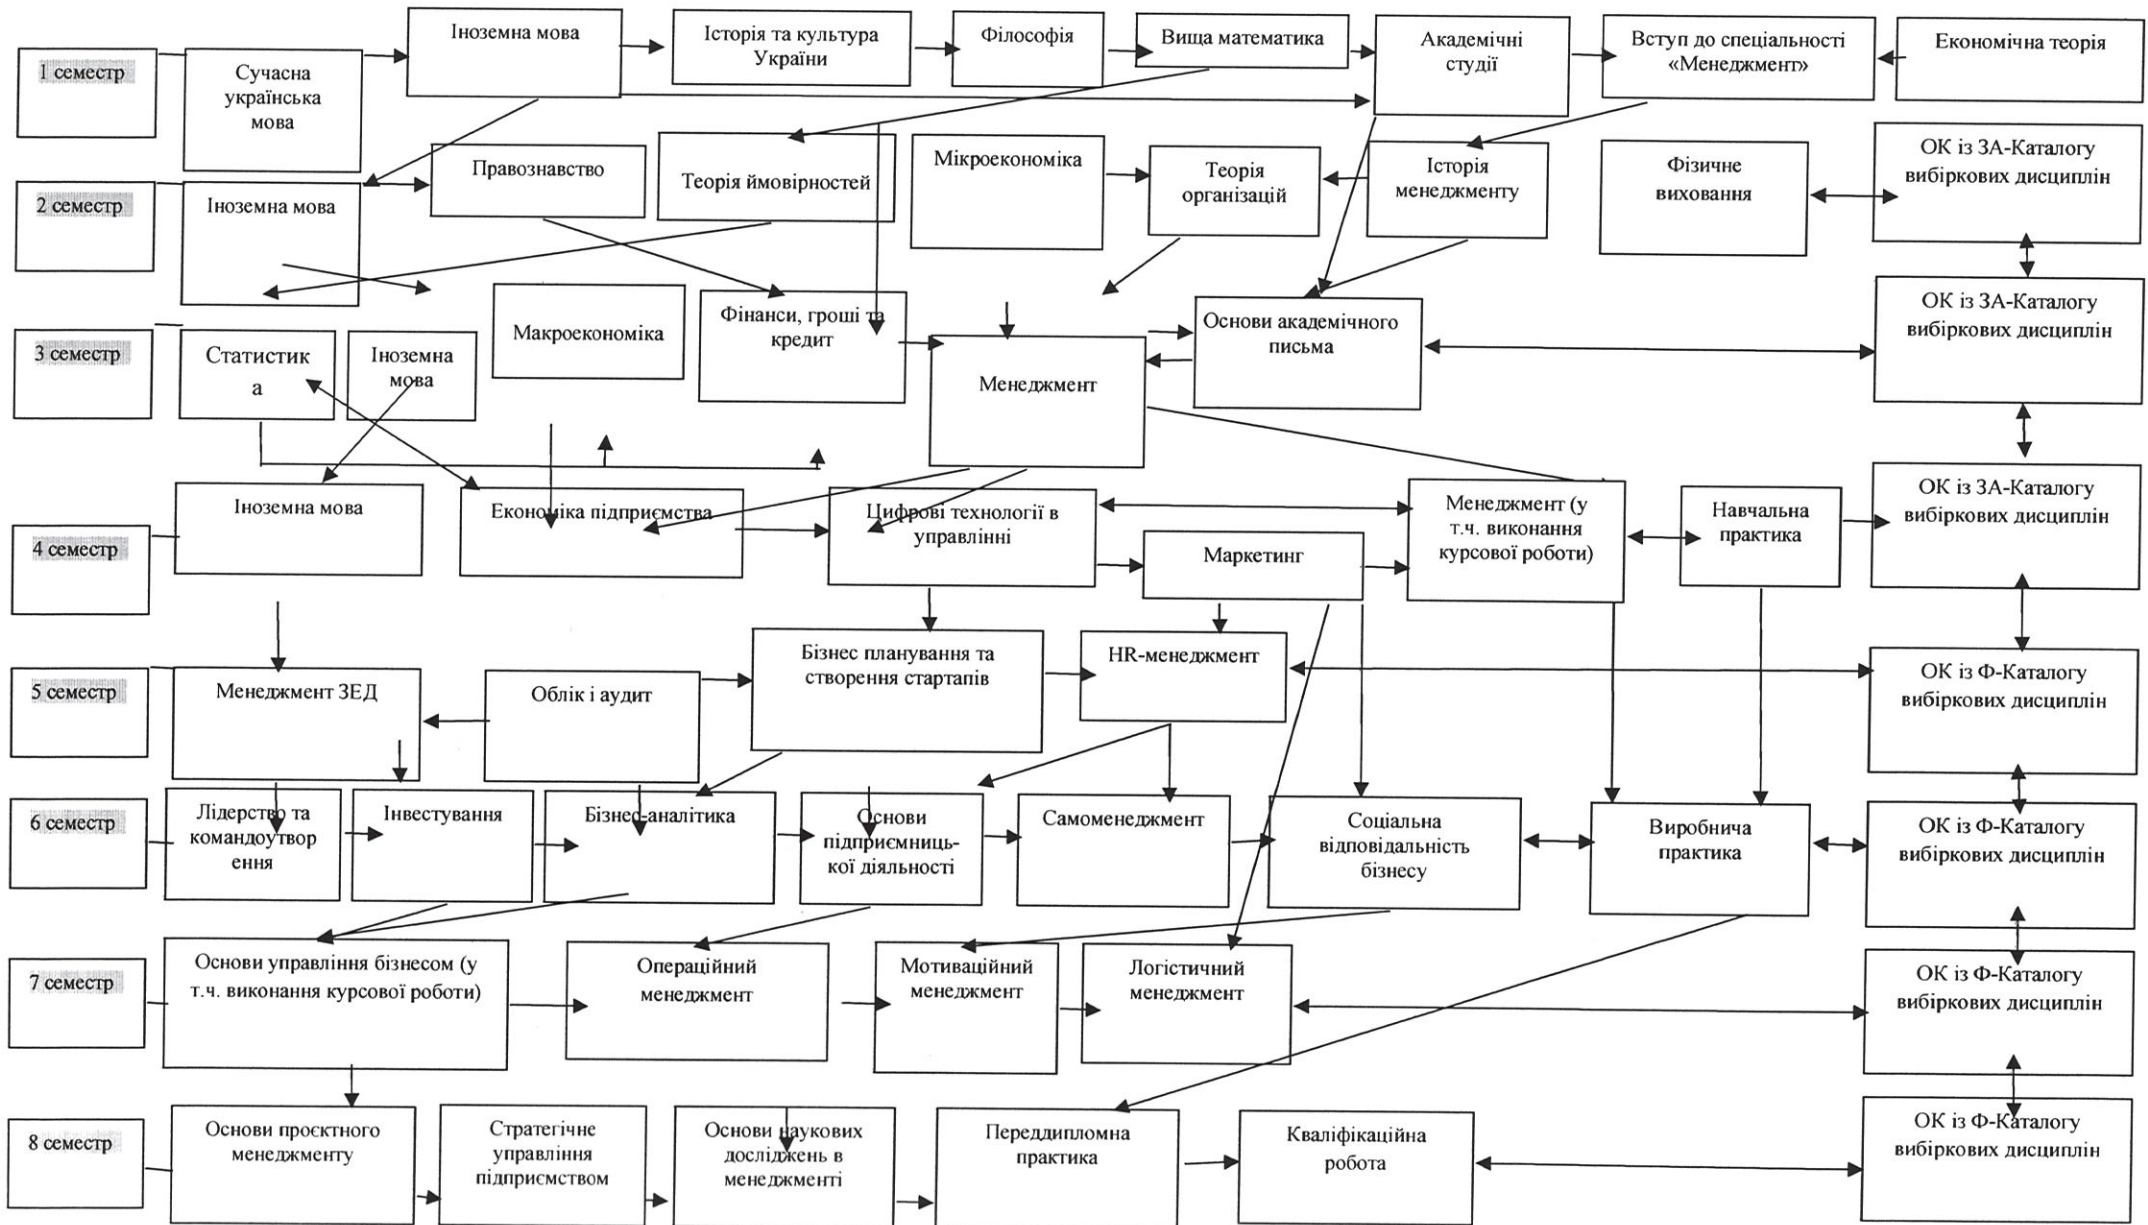 1 семестр
Сучасна
українська
мова
Іноземна мова
Історія та культура
України
Філософія
Вища математика
Академічні
студії
Вступ до спеціальності
«Менеджмент»
Економічна теорія
2 семестр
Іноземна мова
Правознавство
Теорія ймовірностей
Мікроекономіка
Теорія
організацій
Історія
менеджменту
Фізичне
виховання
ОК із ЗА-Каталогу
вибіркових дисциплін
3 семестр
Статистик
а
Іноземна
мова
Макроекономіка
Фінанси, гроші та
кредит
Менеджмент
Основи академічного
письма
ОК із ЗА-Каталогу
вибіркових дисциплін
4 семестр
Іноземна мова
Економіка підприємства
Цифрові технології в
управлінні
Маркетинг
Менеджмент (у
т.ч. виконання
курсової роботи)
Навчальна
практика
ОК із ЗА-Каталогу
вибіркових дисциплін
5 семестр
Менеджмент ЗЕД
Облік і аудит
Бізнес планування та
створення стартапів
HR-менеджмент
ОК із Ф-Каталогу
вибіркових дисциплін
6 семестр
Лідерство та
командоутвор
ення
Інвестування
Бізнес-аналітика
Основи
підприємниць-
кої діяльності
Самоменеджмент
Соціальна
відповідальність
бізнесу
Виробнича
практика
ОК із Ф-Каталогу
вибіркових дисциплін
7 семестр
Основи управління бізнесом (у
т.ч. виконання курсової роботи)
Операційний
менеджмент
Мотиваційний
менеджмент
Логістичний
менеджмент
ОК із Ф-Каталогу
вибіркових дисциплін
8 семестр
Основи проєктного
менеджменту
Стратегічне
управління
підприємством
Основи наукових
досліджень в
менеджменті
Переддипломна
практика
Кваліфікаційна
робота
ОК із Ф-Каталогу
вибіркових дисциплін